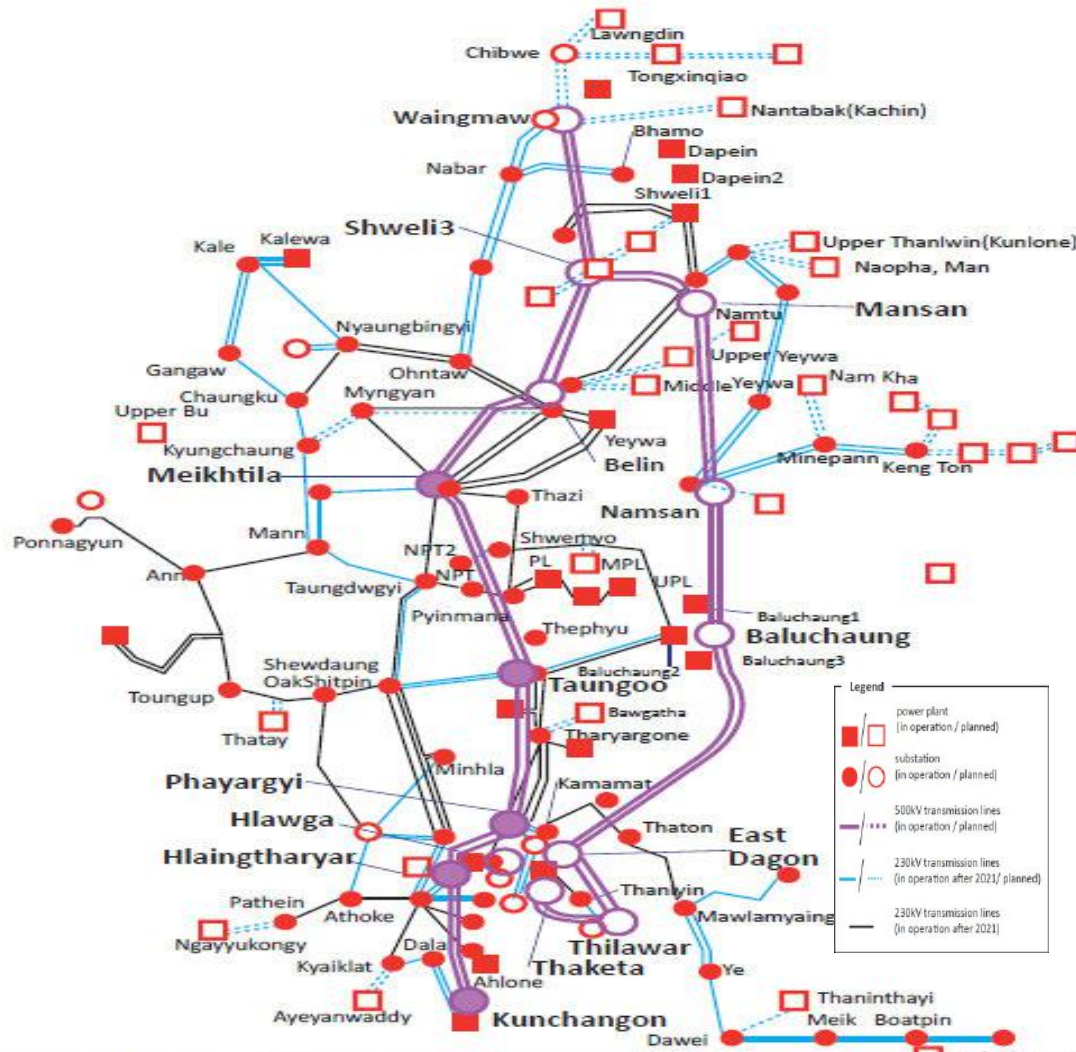 Lawngdin
Chibwe
Tongxinqiao
Waingmaw
Nantabak{Kachin)
Bhamo
Dapein
Nabar
Dapein2
Shweli1
Shweli3
Kale
Kalewa
Upper Thanlwin{Kunlone)
Naopha, Man
Mansan
Namtu
Nyaungbingyi
Gangaw
Ohntaw
Upper Yeywa
Chaungku
Myngyan
Middle Yeywa
Nam Kha
Upper Bu
Kyungchaung
Yeywa
Belin
Minepann
Keng Ton
Meikhtila
Thazi
Namsan
Ponnagyun
Mann
Shwemyo
NPT2
Ann
Taungdwgyi
NPT
PL
MPL
UPL
Pyinmana
Baluchaung1
Thephyu
Baluchaung
Shewdaung
Baluchaung2
Baluchaung3
Toungup
OakShitpin
Taungoo
Bawgatha
Thatay
Tharyargone
Minhla
Phayargyi
Kamamat
Hlawga
Thaton
East
Dagon
Hlaingtharyar
Pathein
Athoke
Thanlyin
Mawlamyaing
Ngayyukongy
Dala
Thilawar
Kyaiklat
Thaketa
Ye
Ahlone
Ayeyanwaddy
Kunchangon
Thaninthayi
Meik
Boatpin
Dawei
Legend
power plant
(in operation / planned)
substation
(in operation / planned)
500kV transmission lines
(in operation / planned)
230kV transmission lines
(in operation after 2021/ planned)
230kV transmission lines
(in operation after 2021)